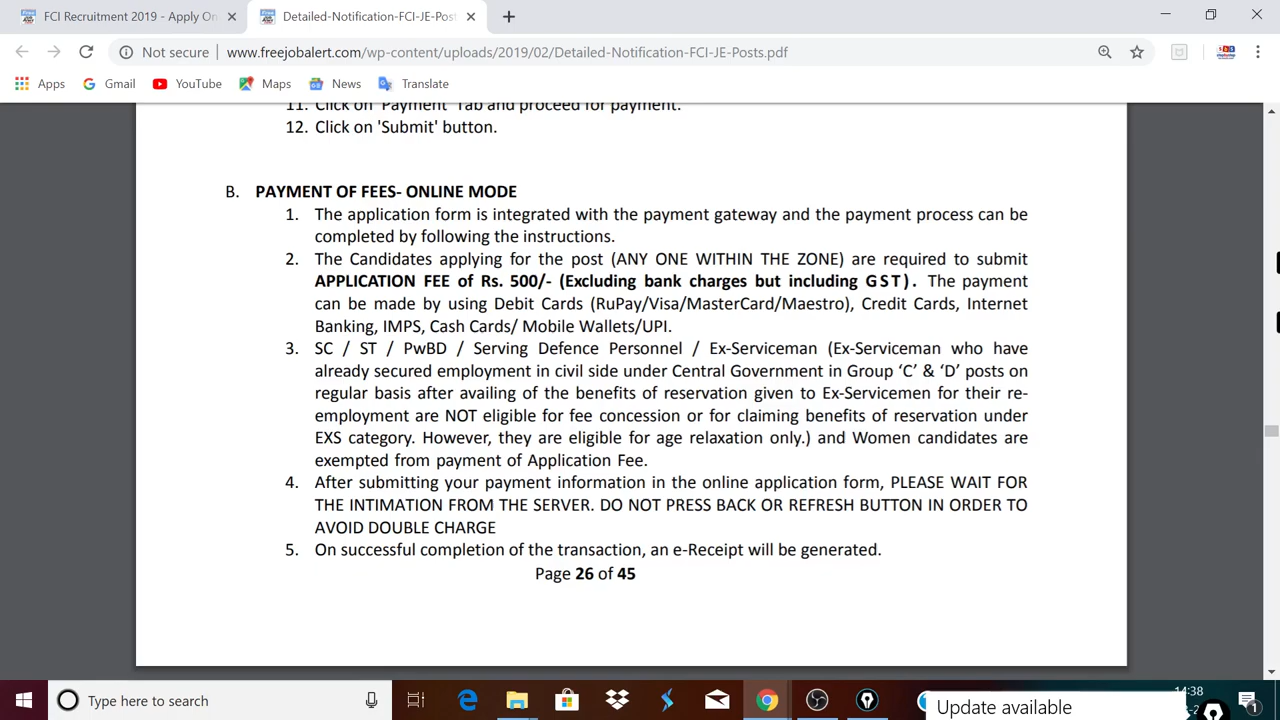 FCI Recruitment 2019 - Apply On
Detailed-Notification-FCI-JE-Post
Not secure
www.freejobalert.com/wp-content/uploads/2019/02/Detailed-Notification-FCI-JE-Posts.pdf
Apps
Gmail
YouTube
Maps
News
Translate
11. Click on 'Payment' Tab and proceed for payment.
12. Click on 'Submit' button.
B. PAYMENT OF FEES- ONLINE MODE
1. The application form is integrated with the payment gateway and the payment process can be
completed by following the instructions.
2. The Candidates applying for the post (ANY ONE WITHIN THE ZONE) are required to submit
APPLICATION FEE of Rs. 500/- (Excluding bank charges but including GST). The payment
can be made by using Debit Cards (RuPay/Visa/MasterCard/Maestro), Credit Cards, Internet
Banking, IMPS, Cash Cards/ Mobile Wallets/UPI.
3. SC / ST / PwBD / Serving Defence Personnel / Ex-Serviceman (Ex-Serviceman who have
already secured employment in civil side under Central Government in Group ‘C’ & ‘D’ posts on
regular basis after availing of the benefits of reservation given to Ex-Servicemen for their re-
employment are NOT eligible for fee concession or for claiming benefits of reservation under
EXS category. However, they are eligible for age relaxation only.) and Women candidates are
exempted from payment of Application Fee.
4. After submitting your payment information in the online application form, PLEASE WAIT FOR
THE INTIMATION FROM THE SERVER. DO NOT PRESS BACK OR REFRESH BUTTON IN ORDER TO
AVOID DOUBLE CHARGE
5. On successful completion of the transaction, an e-Receipt will be generated.
Page 26 of 45
Type here to search
14:38
Update available
1